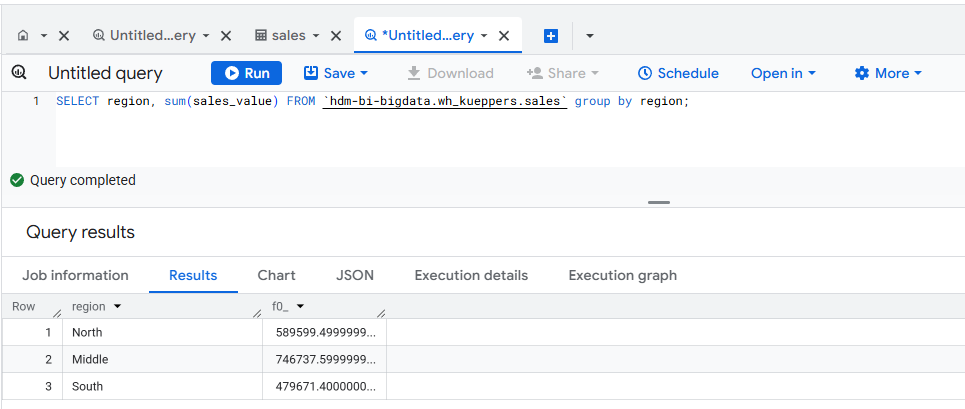 Untitled...ery sales *Untitled...ery
Untitled query Run Save Download Share Schedule Open in More
1 SELECT region, sum(sales_value) FROM `hdm-bi-bigdata.wh_kueppers.sales` group by region;
Query completed
Query results
Job information Results Chart JSON Execution details Execution graph
Row region f0_
1 North 589599.4999999...
2 Middle 746737.5999999...
3 South 479671.4000000...